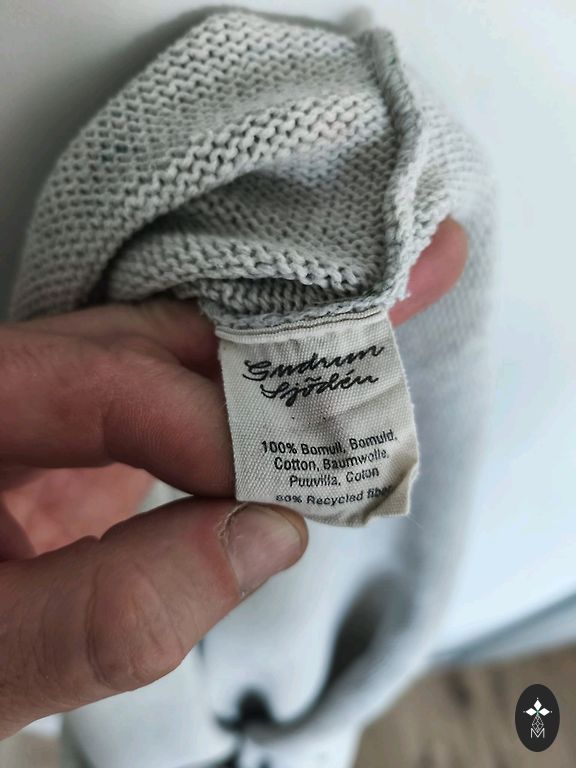 Gudrun
Sjödén
100% Bomull, Bomuld,
Cotton, Baumwolle,
Puuvilla, Coton
80% Recycled fiber
M